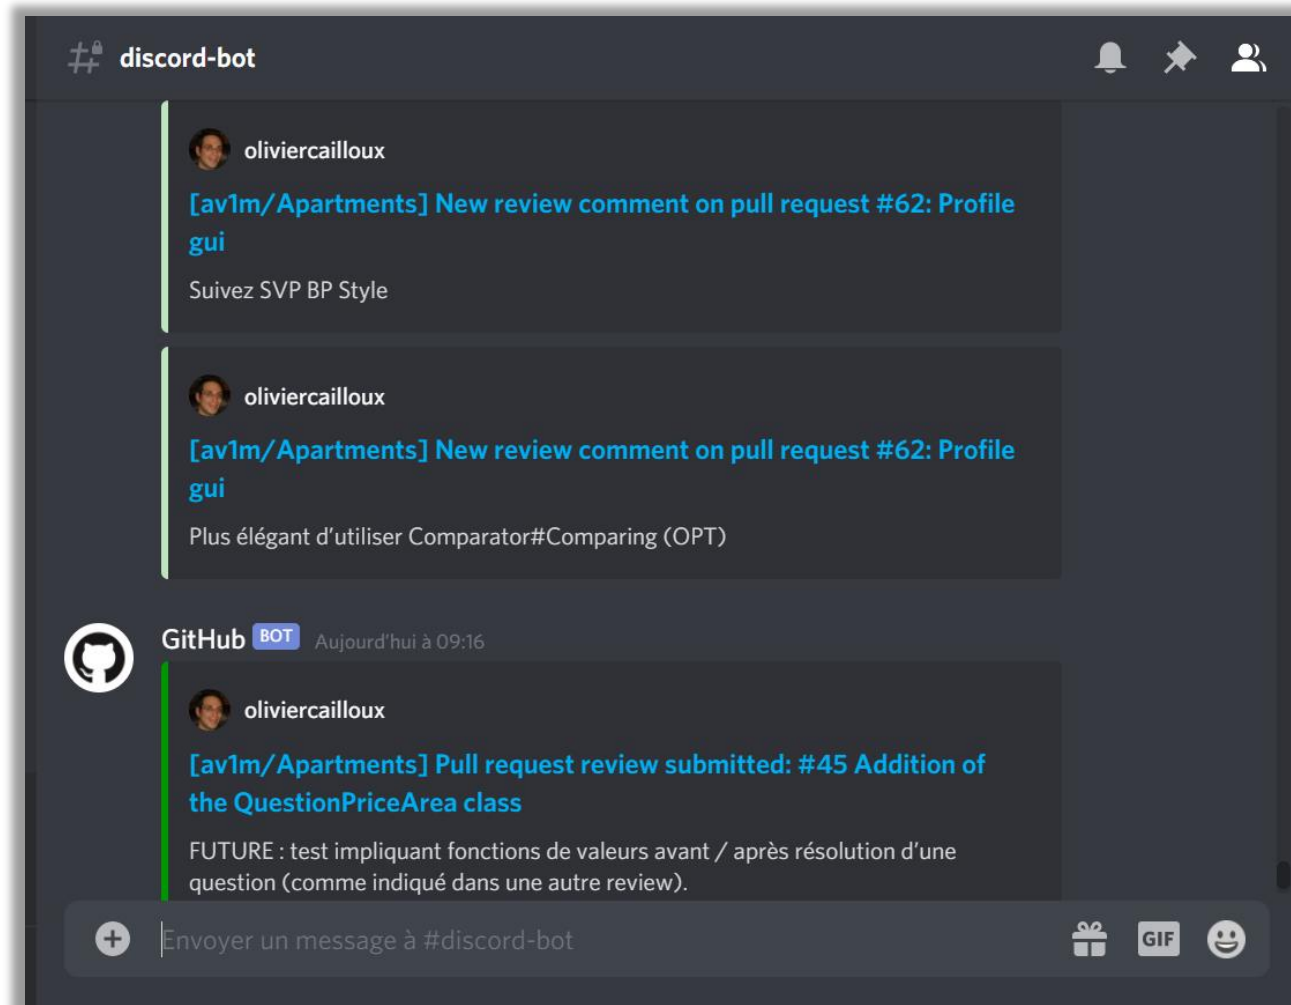 discord-bot
oliviercailloux
[av1m/Apartments] New review comment on pull request #62: Profile
gui
Suivez SVP BP Style
oliviercailloux
[av1m/Apartments] New review comment on pull request #62: Profile
gui
Plus élégant d'utiliser Comparator#Comparing (OPT)
GitHub BOT Aujourd'hui à 09:16
oliviercailloux
[av1m/Apartments] Pull request review submitted: #45 Addition of
the QuestionPriceArea class
FUTURE : test impliquant fonctions de valeurs avant / après résolution d'une
question (comme indiqué dans une autre review).
Envoyer un message à #discord-bot
GIF